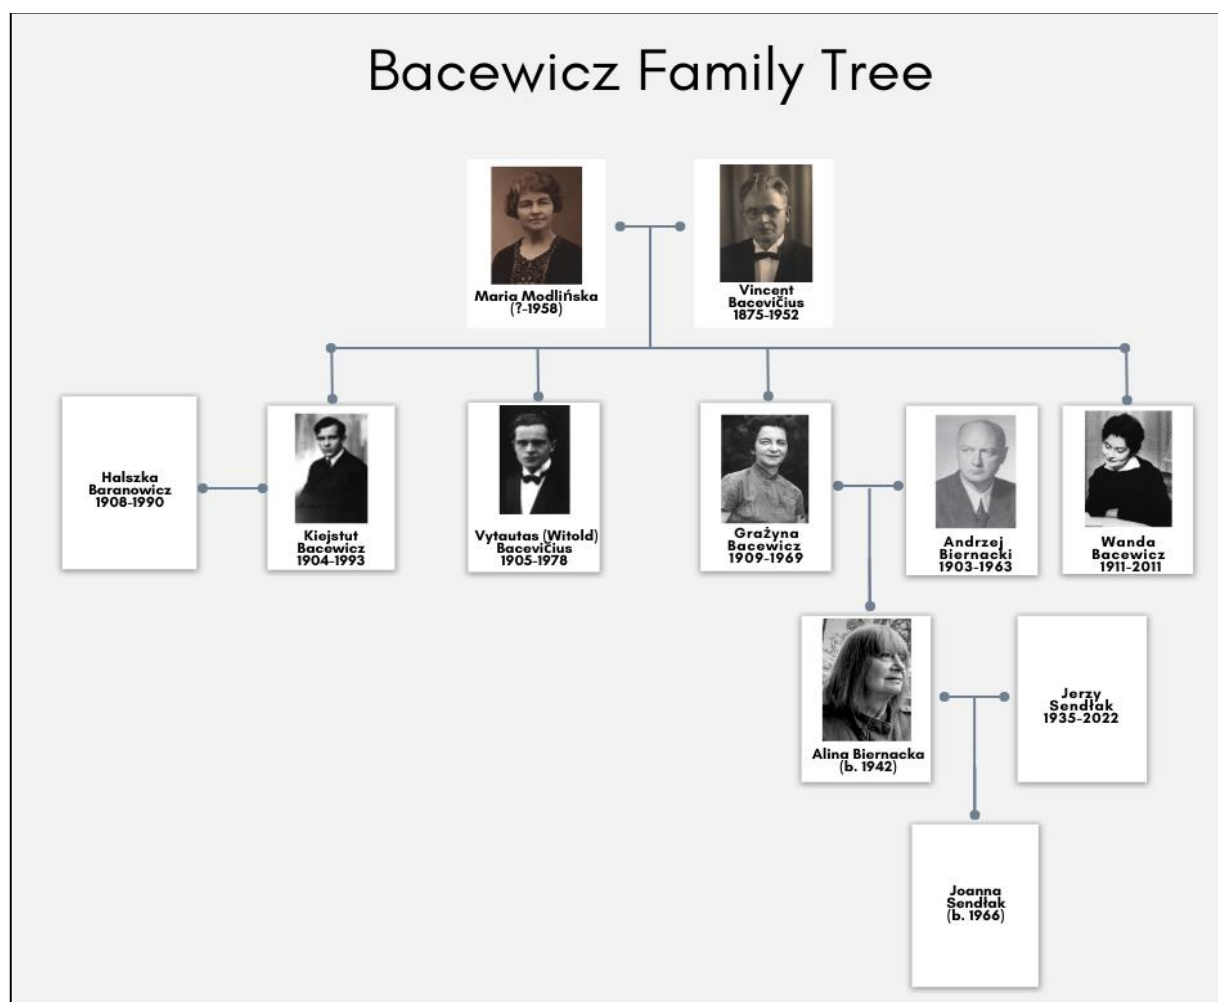 Bacewicz Family Tree
Maria Modlińska
(?-1958)
Vincent
Bacevičius
1875-1952
Halszka
Baranowicz
1908-1990
Kiejstut
Bacewicz
1904-1993
Vytautas (Witold)
Bacevičius
1905-1978
Grażyna
Bacewicz
1909-1969
Andrzej
Biernacki
1903-1963
Wanda
Bacewicz
1911-2011
Alina Biernacka
(b. 1942)
Jerzy
Sendłak
1935-2022
Joanna
Sendłak
(b. 1966)